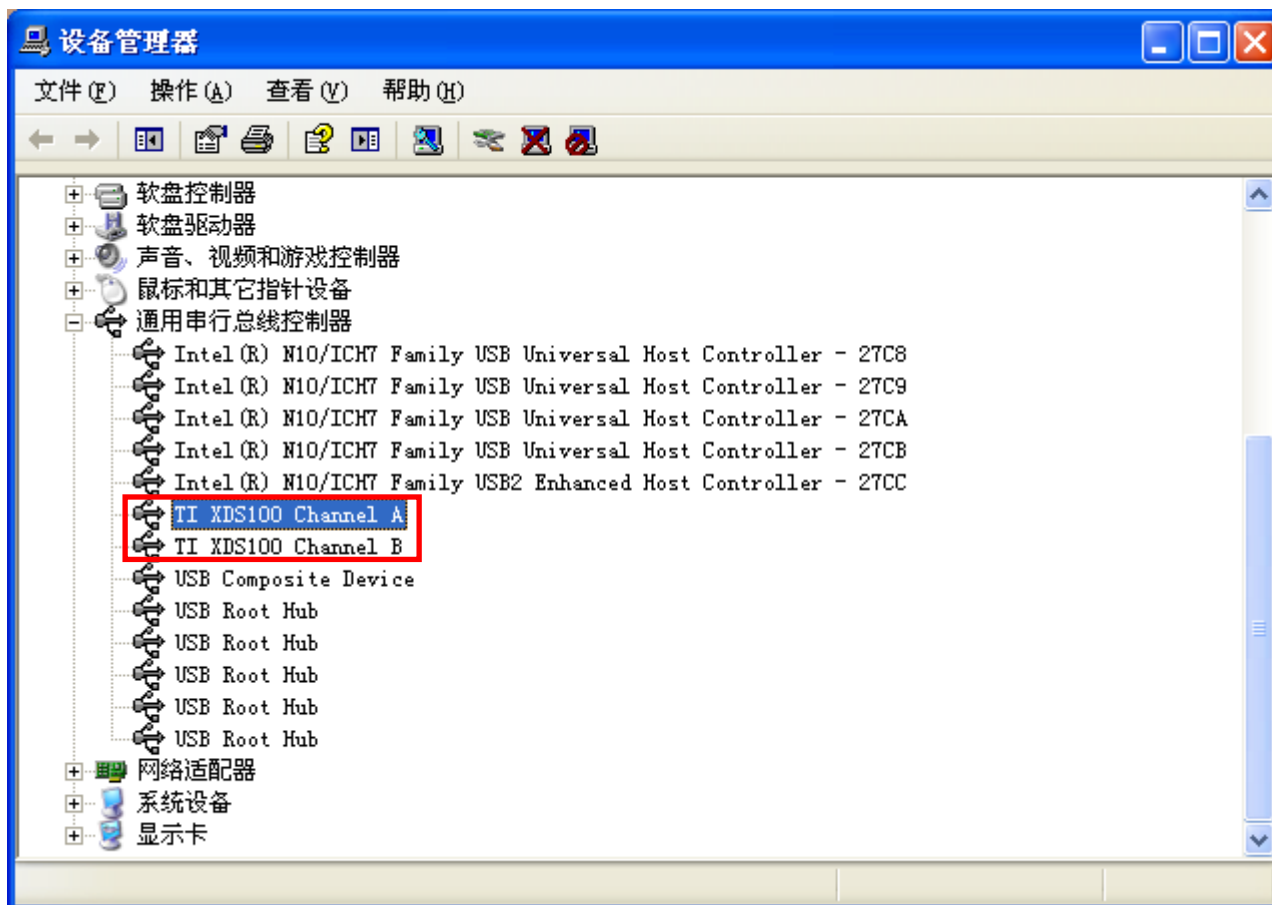 设备管理器
文件(F) 操作(A) 查看(V) 帮助(H)
软盘控制器
软盘驱动器
声音、视频和游戏控制器
鼠标和其它指针设备
通用串行总线控制器
Intel(R) N10/ICH7 Family USB Universal Host Controller - 27C8
Intel(R) N10/ICH7 Family USB Universal Host Controller - 27C9
Intel(R) N10/ICH7 Family USB Universal Host Controller - 27CA
Intel(R) N10/ICH7 Family USB Universal Host Controller - 27CB
Intel(R) N10/ICH7 Family USB2 Enhanced Host Controller - 27CC
TI XDS100 Channel A
TI XDS100 Channel B
USB Composite Device
USB Root Hub
USB Root Hub
USB Root Hub
USB Root Hub
USB Root Hub
网络适配器
系统设备
显示卡